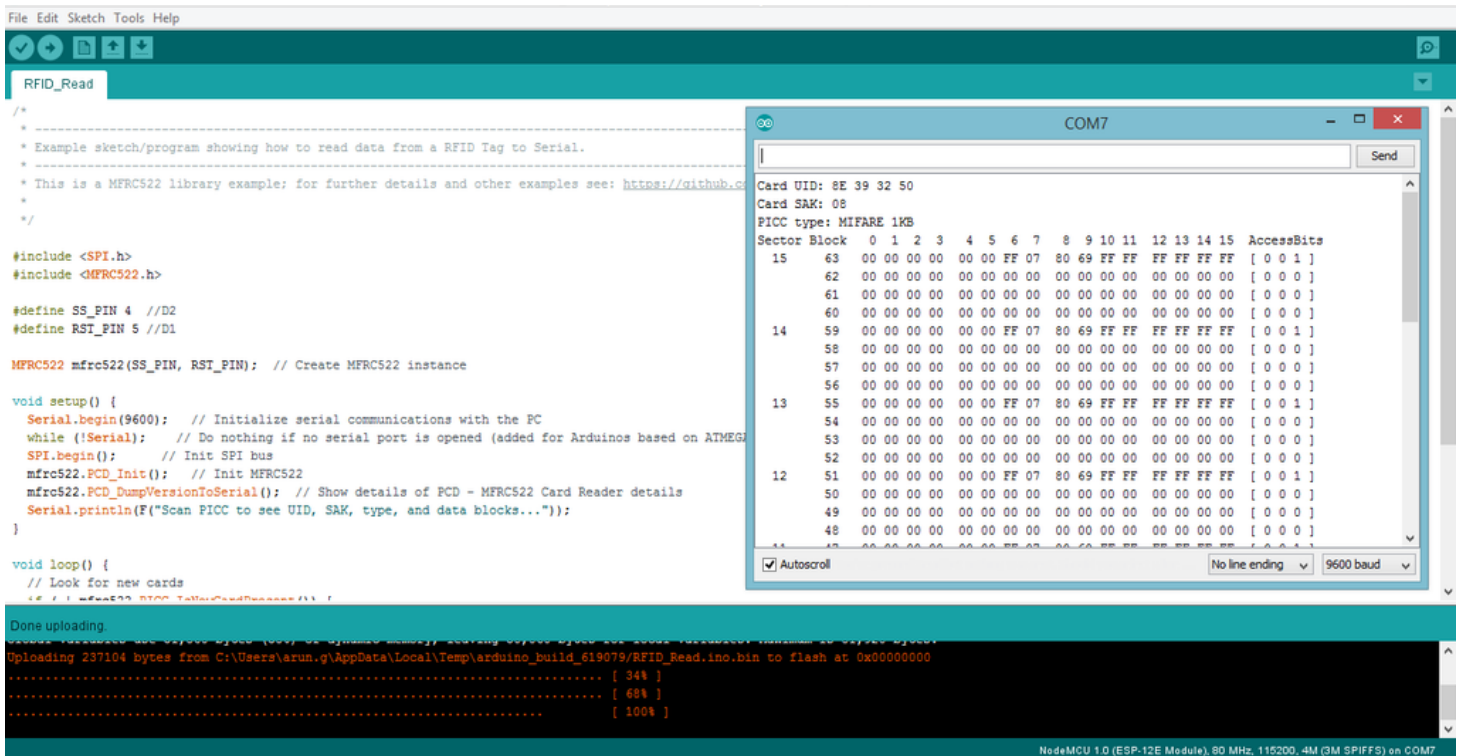 File Edit Sketch Tools Help
RFID_Read
/*
* Example sketch/program showing how to read data from a RFID Tag to Serial.
* This is a MFRC522 library example; for further details and other examples see: https://github.co
*
*/
#include <SPI.h>
#include <MFRC522.h>
#define SS_PIN 4 //D2
#define RST_PIN 5 //D1
MFRC522 mfrc522(SS_PIN, RST_PIN); // Create MFRC522 instance
void setup() {
Serial.begin(9600); // Initialize serial communications with the PC
while (!Serial); // Do nothing if no serial port is opened (added for Arduinos based on ATMEGA
SPI.begin(); // Init SPI bus
mfrc522.PCD_Init(); // Init MFRC522
mfrc522.PCD_DumpVersionToSerial(); // Show details of PCD - MFRC522 Card Reader details
Serial.println(F("Scan PICC to see UID, SAK, type, and data blocks..."));
}
void loop() {
// Look for new cards
COM7
Send
Card UID: 8E 39 32 50
Card SAK: 08
PICC type: MIFARE 1KB
Sector Block 0 1 2 3 4 5 6 7 8 9 10 11 12 13 14 15 AccessBits
15 63 00 00 00 00 00 00 FF 07 80 69 FF FF FF FF FF FF [ 0 0 1 ]
62 00 00 00 00 00 00 00 00 00 00 00 00 00 00 00 00 [ 0 0 0 ]
61 00 00 00 00 00 00 00 00 00 00 00 00 00 00 00 00 [ 0 0 0 ]
60 00 00 00 00 00 00 00 00 00 00 00 00 00 00 00 00 [ 0 0 0 ]
14 59 00 00 00 00 00 00 FF 07 80 69 FF FF FF FF FF FF [ 0 0 1 ]
58 00 00 00 00 00 00 00 00 00 00 00 00 00 00 00 00 [ 0 0 0 ]
57 00 00 00 00 00 00 00 00 00 00 00 00 00 00 00 00 [ 0 0 0 ]
56 00 00 00 00 00 00 00 00 00 00 00 00 00 00 00 00 [ 0 0 0 ]
13 55 00 00 00 00 00 00 FF 07 80 69 FF FF FF FF FF FF [ 0 0 1 ]
54 00 00 00 00 00 00 00 00 00 00 00 00 00 00 00 00 [ 0 0 0 ]
53 00 00 00 00 00 00 00 00 00 00 00 00 00 00 00 00 [ 0 0 0 ]
52 00 00 00 00 00 00 00 00 00 00 00 00 00 00 00 00 [ 0 0 0 ]
12 51 00 00 00 00 00 00 FF 07 80 69 FF FF FF FF FF FF [ 0 0 1 ]
50 00 00 00 00 00 00 00 00 00 00 00 00 00 00 00 00 [ 0 0 0 ]
49 00 00 00 00 00 00 00 00 00 00 00 00 00 00 00 00 [ 0 0 0 ]
48 00 00 00 00 00 00 00 00 00 00 00 00 00 00 00 00 [ 0 0 0 ]
Autoscroll
No line ending
9600 baud
Done uploading.
Uploading 237104 bytes from C:\Users\arun.g\AppData\Local\Temp\arduino_build_619079/RFID_Read.ino.bin to flash at 0x00000000
................................................................................ [ 34% ]
................................................................................ [ 68% ]
........................................................................ [ 100% ]
NodeMCU 1.0 (ESP-12E Module), 80 MHz, 115200, 4M (3M SPIFFS) on COM7